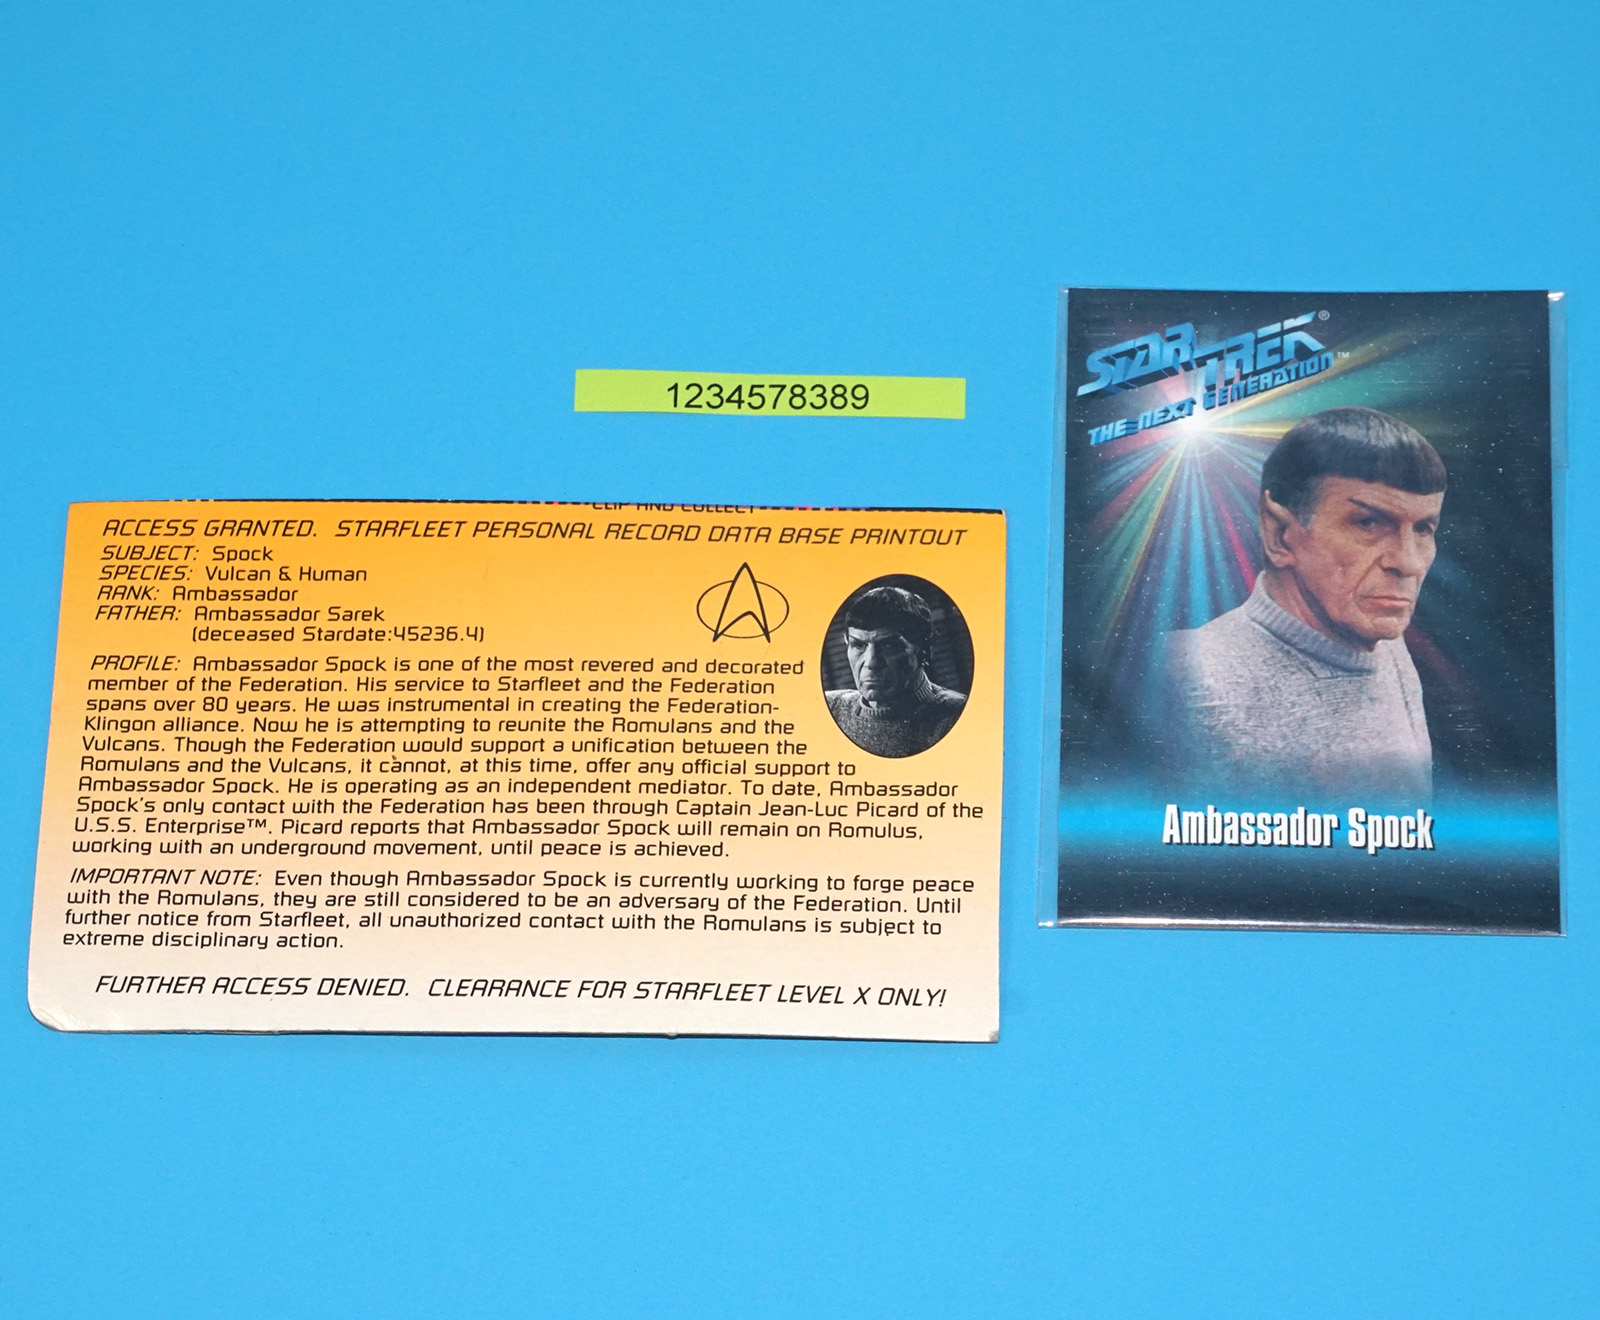 1234578389
CLIP AND COLLECT
ACCESS GRANTED. STARFLEET PERSONAL RECORD DATA BASE PRINTOUT
SUBJECT: Spock
SPECIES: Vulcan & Human
RANK: Ambassador
FATHER: Ambassador Sarek
(deceased Stardate:45236.4)
PROFILE: Ambassador Spock is one of the most revered and decorated
member of the Federation. His service to Starfleet and the Federation
spans over 80 years. He was instrumental in creating the Federation-
Klingon alliance. Now he is attempting to reunite the Romulans and the
Vulcans. Though the Federation would support a unification between the
Romulans and the Vulcans, it cannot, at this time, offer any official support to
Ambassador Spock. He is operating as an independent mediator. To date, Ambassador
Spock's only contact with the Federation has been through Captain Jean-Luc Picard of the
U.S.S. Enterprise™. Picard reports that Ambassador Spock will remain on Romulus,
working with an underground movement, until peace is achieved.
IMPORTANT NOTE: Even though Ambassador Spock is currently working to forge peace
with the Romulans, they are still considered to be an adversary of the Federation. Until
further notice from Starfleet, all unauthorized contact with the Romulans is subject to
extreme disciplinary action.
FURTHER ACCESS DENIED. CLEARANCE FOR STARFLEET LEVEL X ONLY!
STAR TREK®
THE NEXT GENERATION™
Ambassador Spock